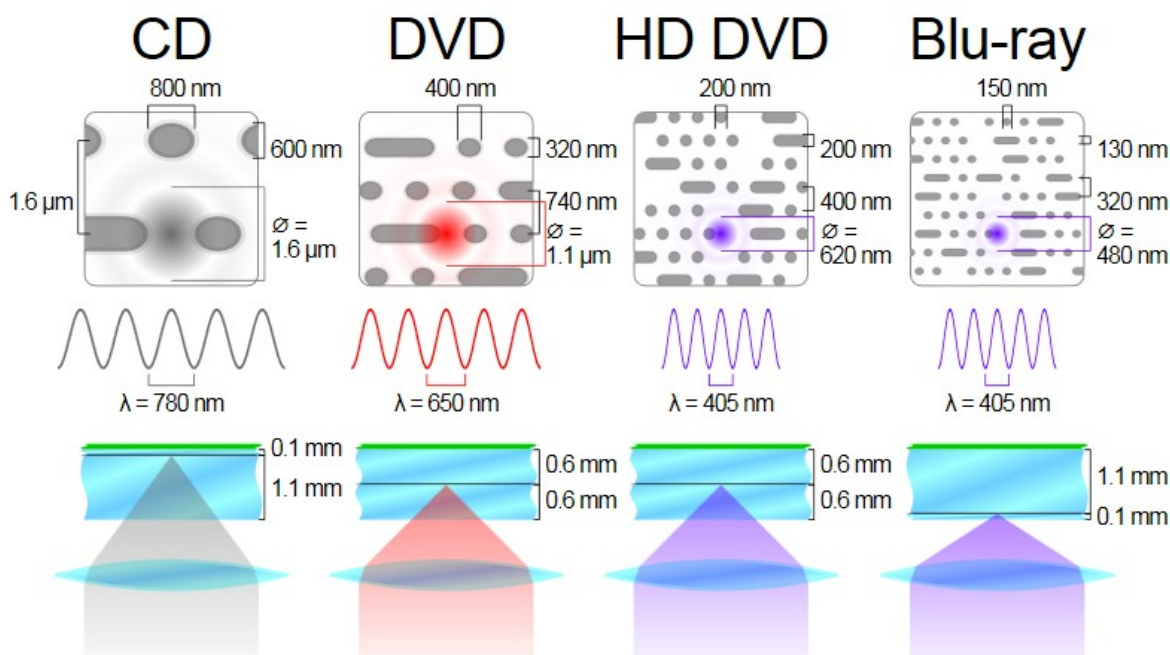 CD
800 nm
600 nm
1.6 µm
Ø =
1.6 µm
λ = 780 nm
0.1 mm
1.1 mm
DVD
400 nm
320 nm
740 nm
Ø =
1.1 µm
λ = 650 nm
0.6 mm
0.6 mm
HD DVD
200 nm
200 nm
400 nm
Ø =
620 nm
λ = 405 nm
0.6 mm
0.6 mm
Blu-ray
150 nm
130 nm
320 nm
Ø =
480 nm
λ = 405 nm
1.1 mm
0.1 mm